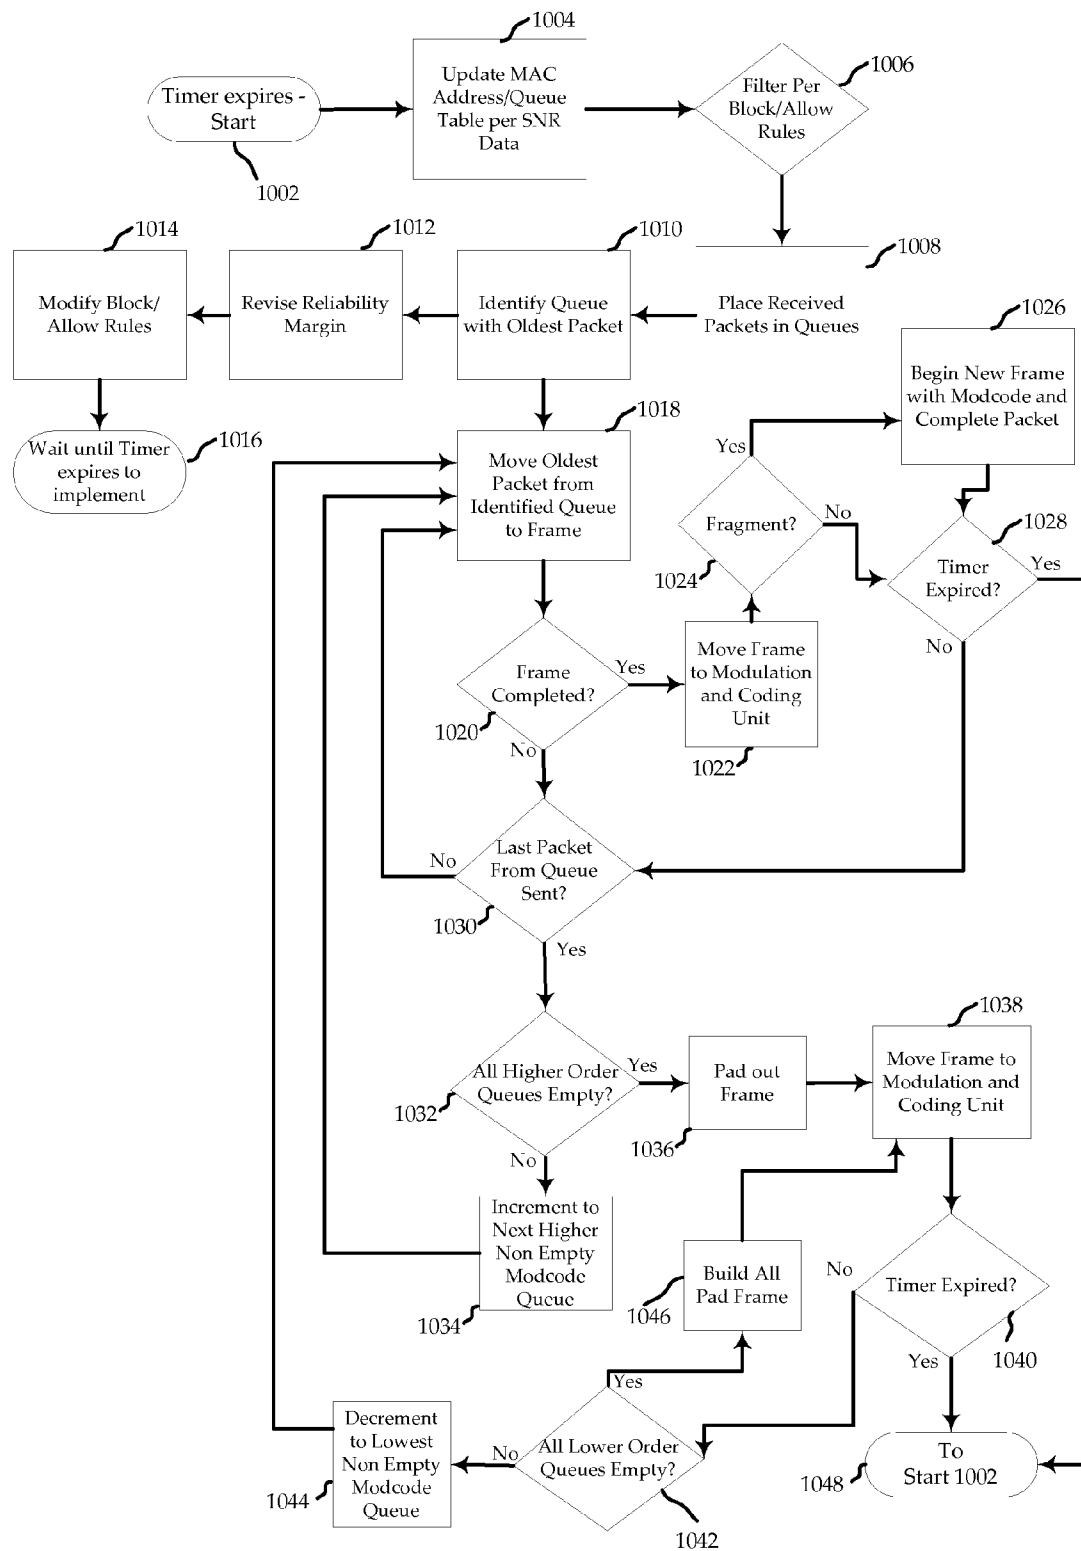 1004
Update MAC
Address/Queue
Table per SNR
Data
1006
Filter Per
Block/Allow
Rules
Timer expires -
Start
1002
1014
Modify Block/
Allow Rules
1012
Revise Reliability
Margin
1010
Identify Queue
with Oldest Packet
1008
Place Received
Packets in Queues
1026
Begin New Frame
with Modcode and
Complete Packet
1016
Wait until Timer
expires to
implement
1018
Move Oldest
Packet from
Identified Queue
to Frame
Yes
Fragment?
No
1024
1028
Timer
Expired?
Yes
No
Frame
Completed?
Yes
1020
No
Move Frame
to Modulation
and Coding
Unit
1022
Last Packet
From Queue
Sent?
No
1030
Yes
All Higher Order
Queues Empty?
Yes
1032
No
Pad out
Frame
1036
1038
Move Frame to
Modulation and
Coding Unit
Increment to
Next Higher
Non Empty
Modcode
Queue
1034
Build All
Pad Frame
1046
No
Timer Expired?
1040
Yes
Yes
Decrement
to Lowest
Non Empty
Modcode
Queue
1044
No
All Lower Order
Queues Empty?
1042
To
Start 1002
1048